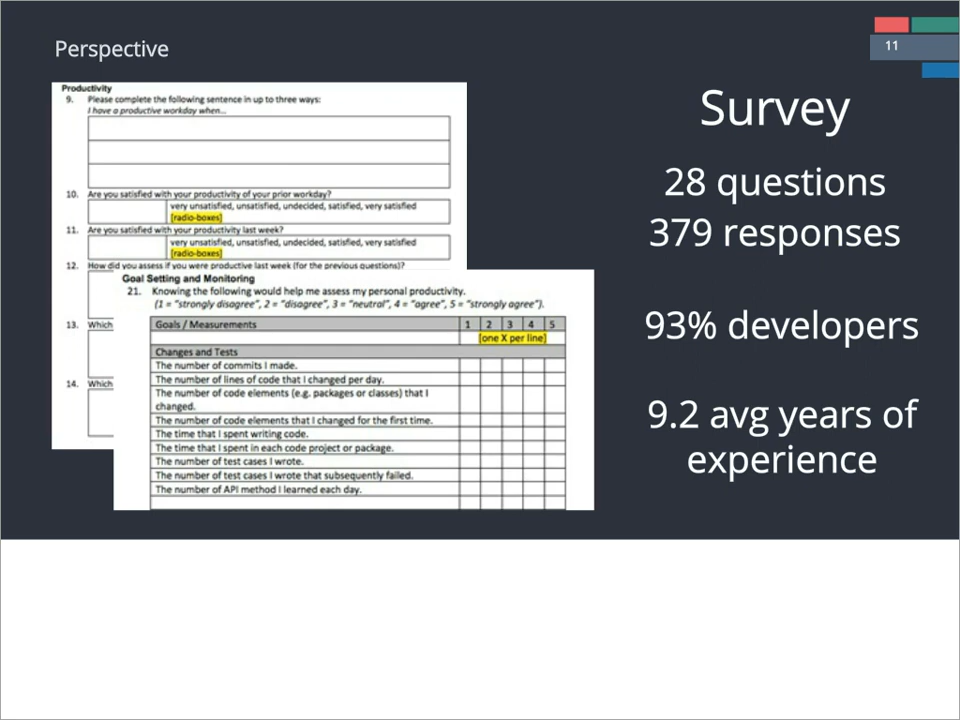 Perspective
11
Productivity
9. Please complete the following sentence in up to three ways:
I have a productive workday when...
10. Are you satisfied with your productivity of your prior workday?
very unsatisfied, unsatisfied, undecided, satisfied, very satisfied
[radio-boxes]
11. Are you satisfied with your productivity last week?
very unsatisfied, unsatisfied, undecided, satisfied, very satisfied
[radio-boxes]
12. How did you assess if you were productive last week (for the previous questions)?
13. Which
14. Which
Goal Setting and Monitoring
21. Knowing the following would help me assess my personal productivity.
(1 = "strongly disagree", 2 = "disagree", 3 = "neutral", 4 = "agree", 5 = "strongly agree").
Goals / Measurements 1 2 3 4 5
[one X per line]
Changes and Tests
The number of commits I made.
The number of lines of code that I changed per day.
The number of code elements (e.g. packages or classes) that I
changed.
The number of code elements that I changed for the first time.
The time that I spent writing code.
The time that I spent in each code project or package.
The number of test cases I wrote.
The number of test cases I wrote that subsequently failed.
The number of API method I learned each day.
Survey
28 questions
379 responses
93% developers
9.2 avg years of
experience